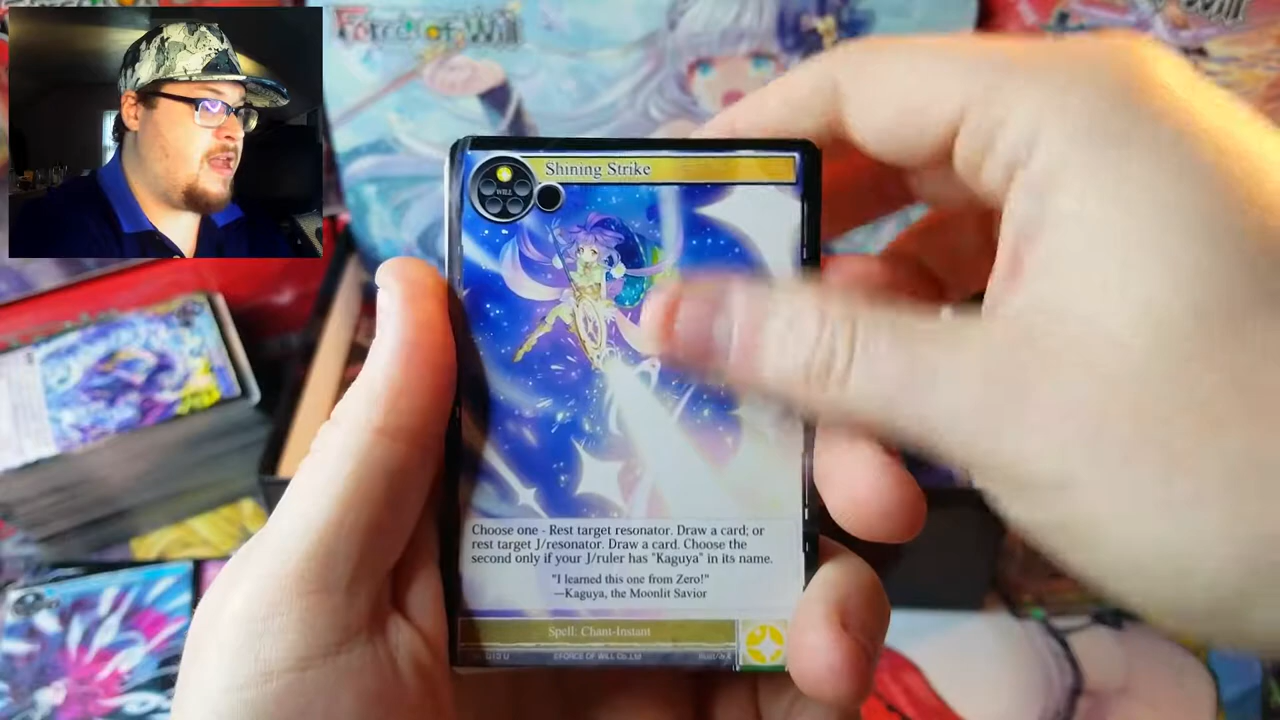 Force of Will
Will
Shining Strike
WILL
Choose one - Rest target resonator. Draw a card; or
rest target J/resonator. Draw a card. Choose the
second only if your J/ruler has "Kaguya" in its name.
"I learned this one from Zero!"
—Kaguya, the Moonlit Savior
Spell: Chant-Instant
©FORCE OF WILL Co.,Ltd